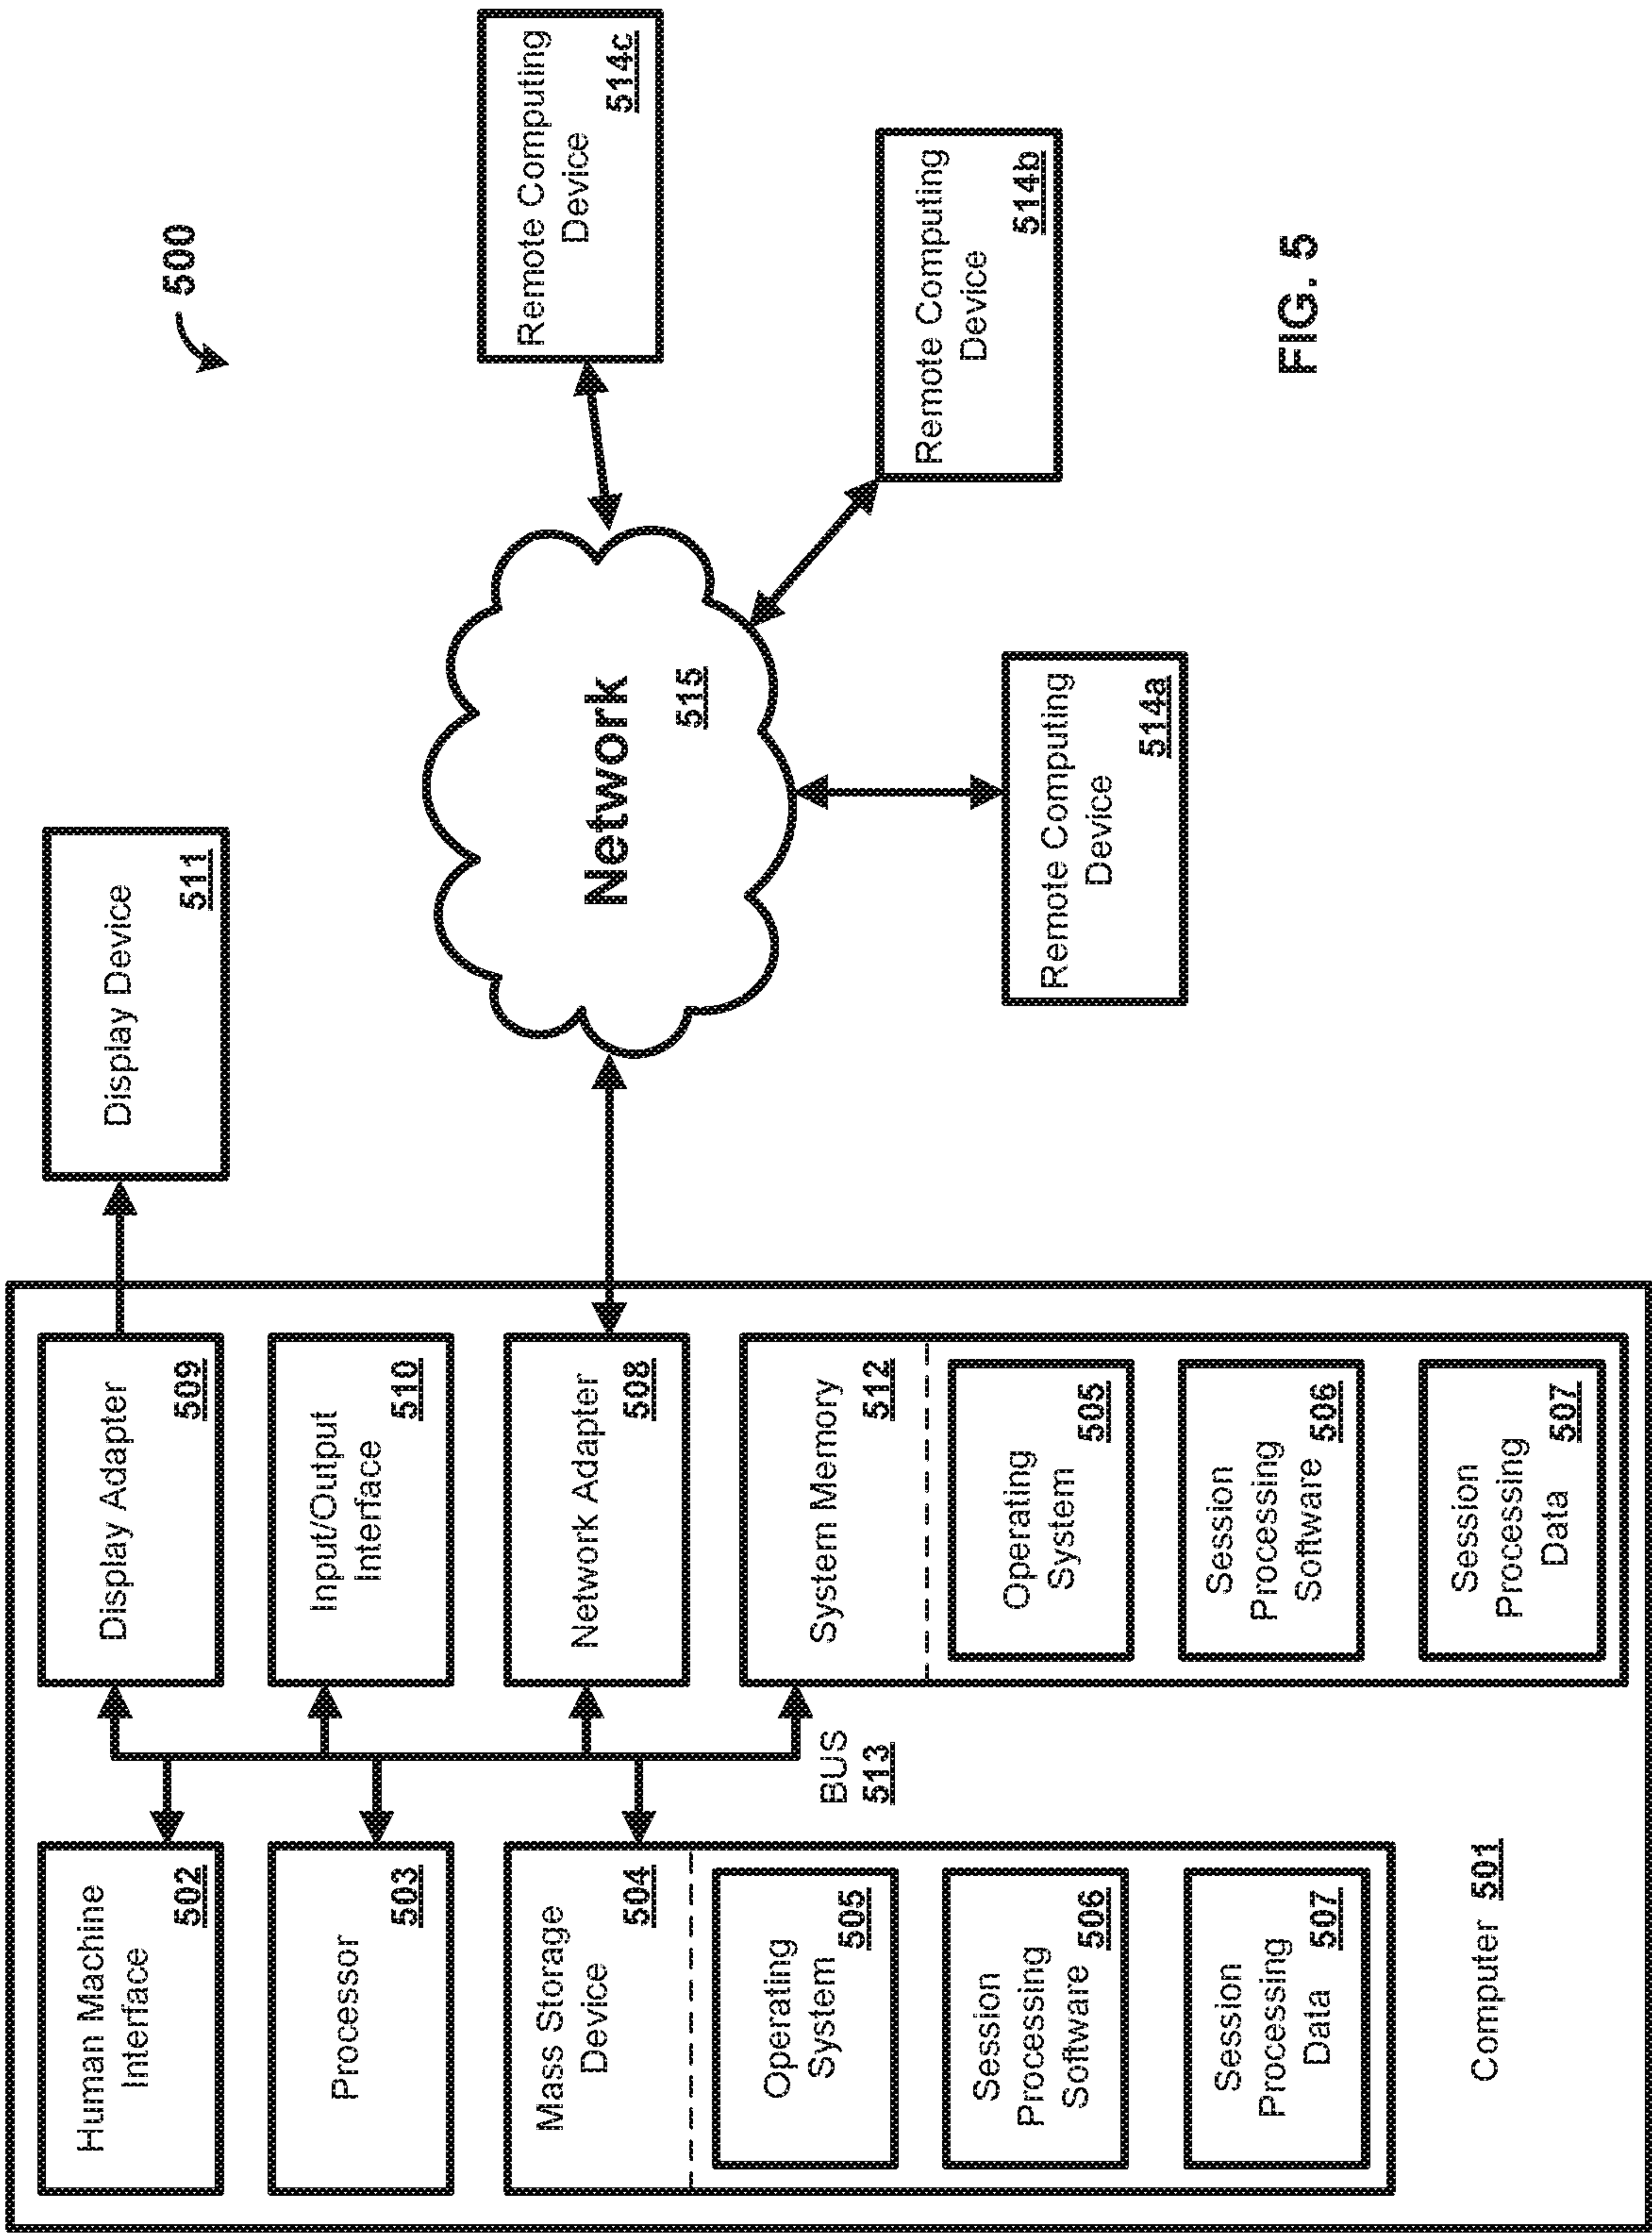 500
Human Machine
Interface
502
Processor
503
Mass Storage
Device
504
Operating
System
505
Session
Processing
Software
506
Session
Processing
Data
507
Computer 501
BUS
513
Display Adapter
509
Input/Output
Interface
510
Network Adapter
508
System Memory
512
Operating
System
505
Session
Processing
Software
506
Session
Processing
Data
507
Display Device
511
Network
515
Remote Computing
Device
514a
Remote Computing
Device
514b
Remote Computing
Device
514c
FIG. 5